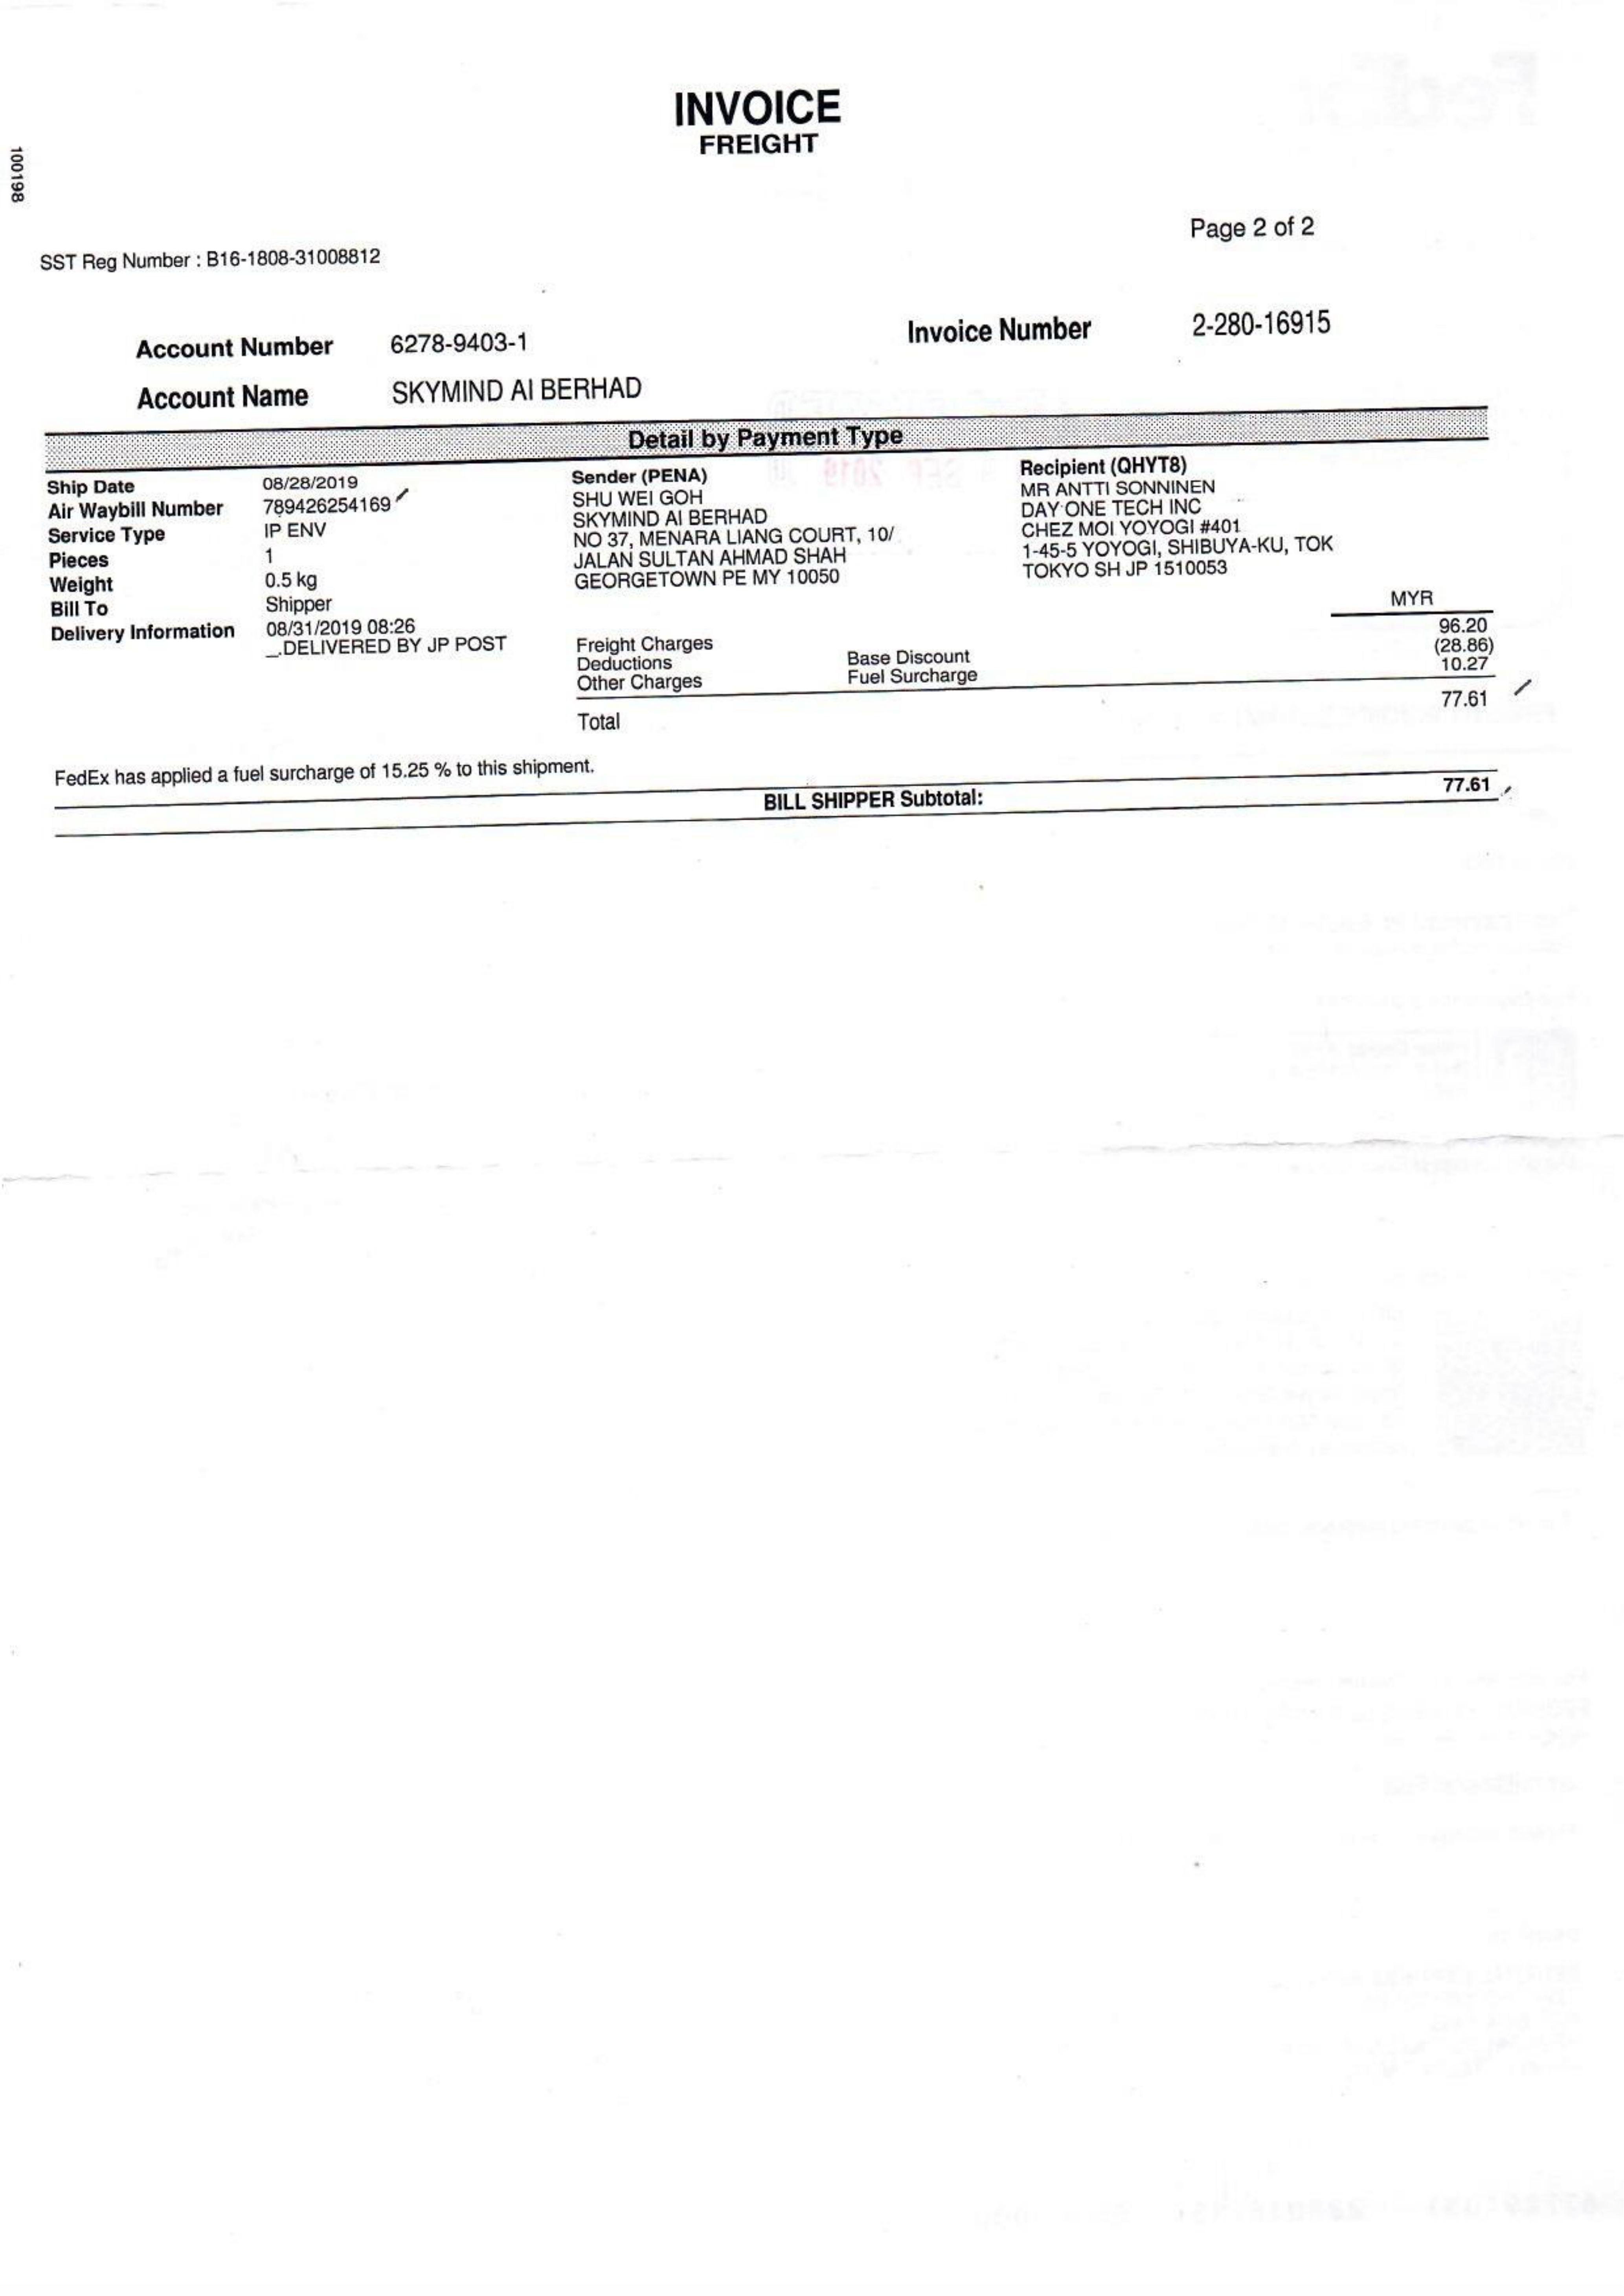 INVOICE
FREIGHT
100198
Page 2 of 2
SST Reg Number : B16-1808-31008812
Account Number 6278-9403-1 Invoice Number 2-280-16915
Account Name SKYMIND AI BERHAD
Detail by Payment Type
Ship Date 08/28/2019
Air Waybill Number 789426254169
Service Type IP ENV
Pieces 1
Weight 0.5 kg
Bill To Shipper
Delivery Information 08/31/2019 08:26
_.DELIVERED BY JP POST
Sender (PENA)
SHU WEI GOH
SKYMIND AI BERHAD
NO 37, MENARA LIANG COURT, 10/
JALAN SULTAN AHMAD SHAH
GEORGETOWN PE MY 10050
Recipient (QHYT8)
MR ANTTI SONNINEN
DAY ONE TECH INC
CHEZ MOI YOYOGI #401
1-45-5 YOYOGI, SHIBUYA-KU, TOK
TOKYO SH JP 1510053
MYR
Freight Charges 96.20
Deductions Base Discount (28.86)
Other Charges Fuel Surcharge 10.27
Total 77.61
FedEx has applied a fuel surcharge of 15.25 % to this shipment.
BILL SHIPPER Subtotal: 77.61